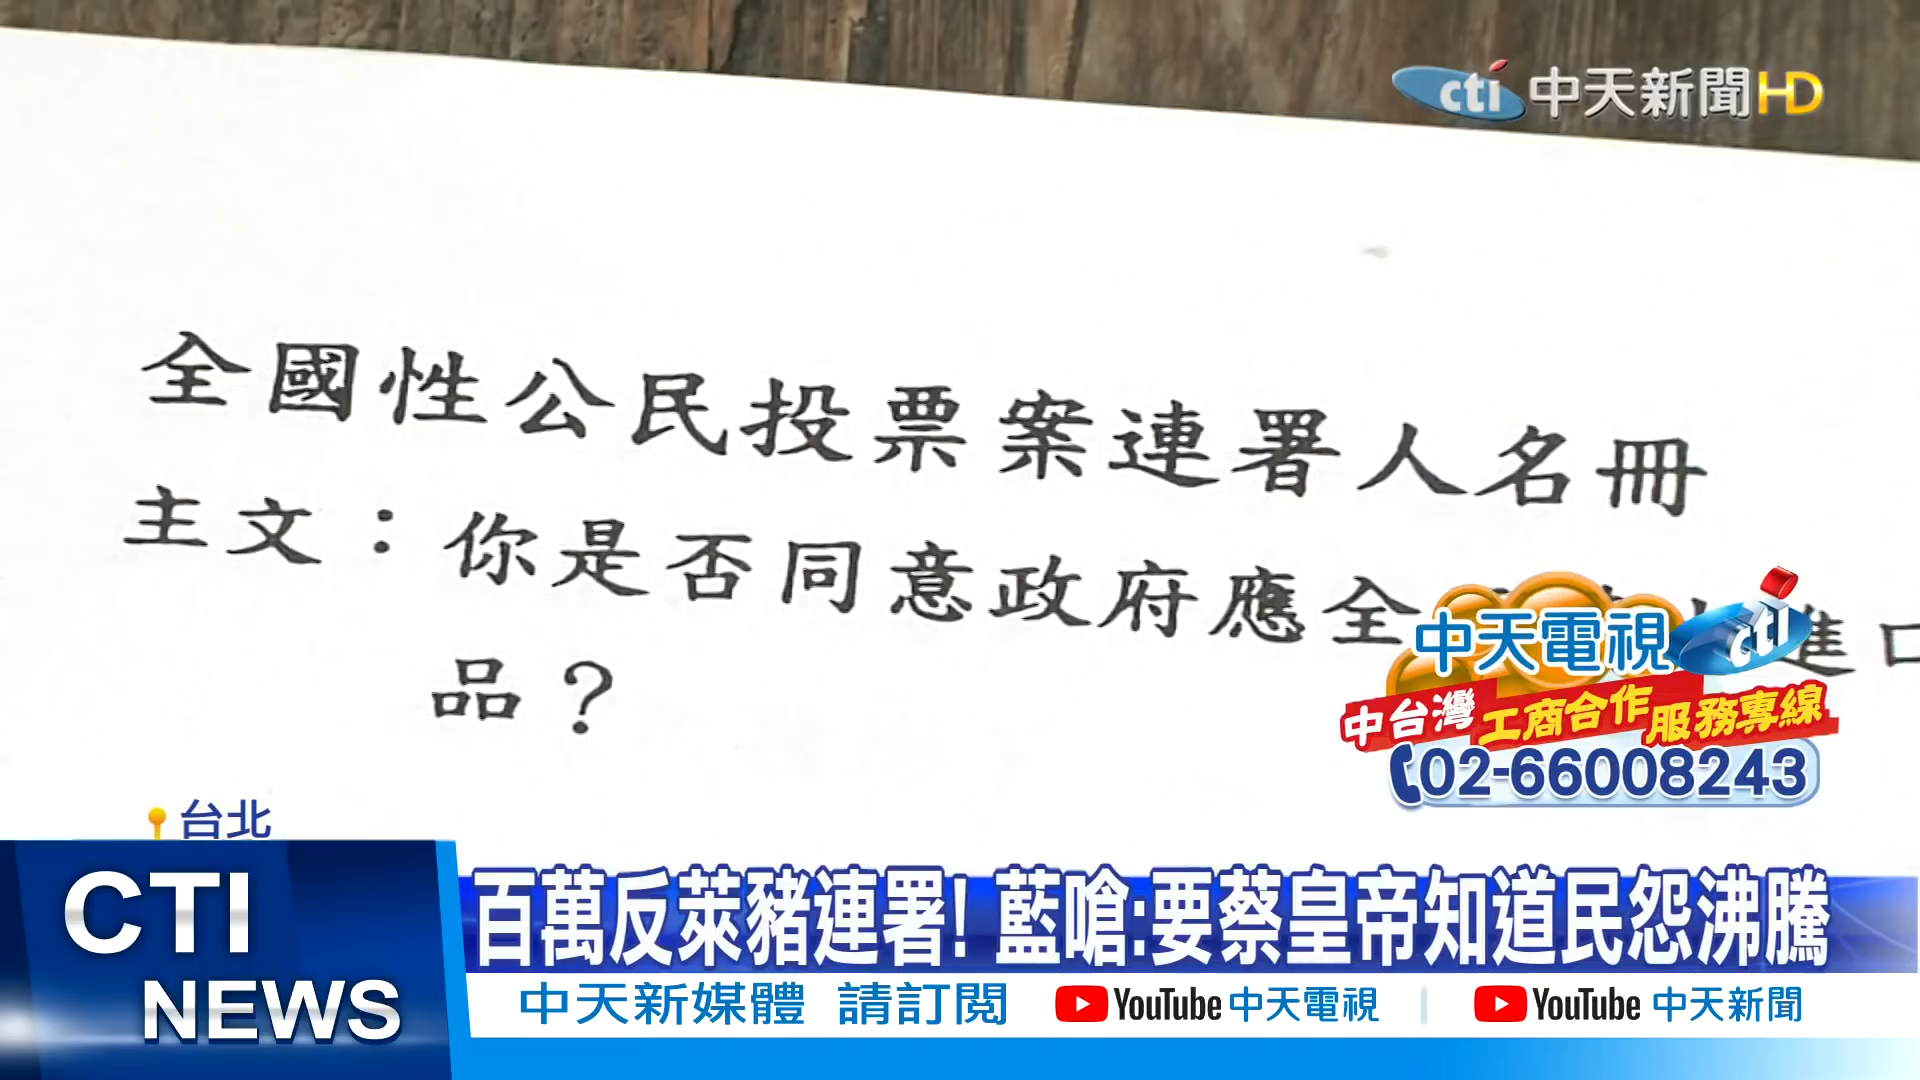 cti 中天新聞HD
全國性公民投票案連署人名冊
主文：你是否同意政府應全 進口
品？
中天電視 cti
中台灣 工商合作 服務專線
02-66008243
台北
CTI NEWS
百萬反萊豬連署! 藍嗆:要蔡皇帝知道民怨沸騰
中天新媒體 請訂閱 YouTube 中天電視 | YouTube 中天新聞